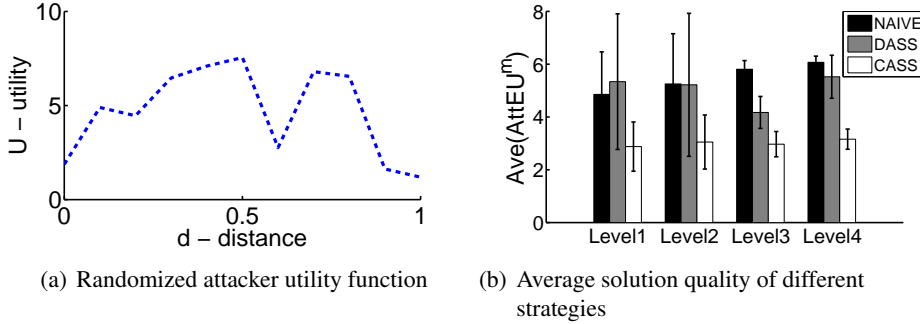 10
5
0
U – utility
0
0.5
1
d – distance
(a) Randomized attacker utility function
8
6
4
2
0
Ave(AttEU^m)
NAIVE
DASS
CASS
Level1 Level2 Level3 Level4
(b) Average solution quality of different
strategies